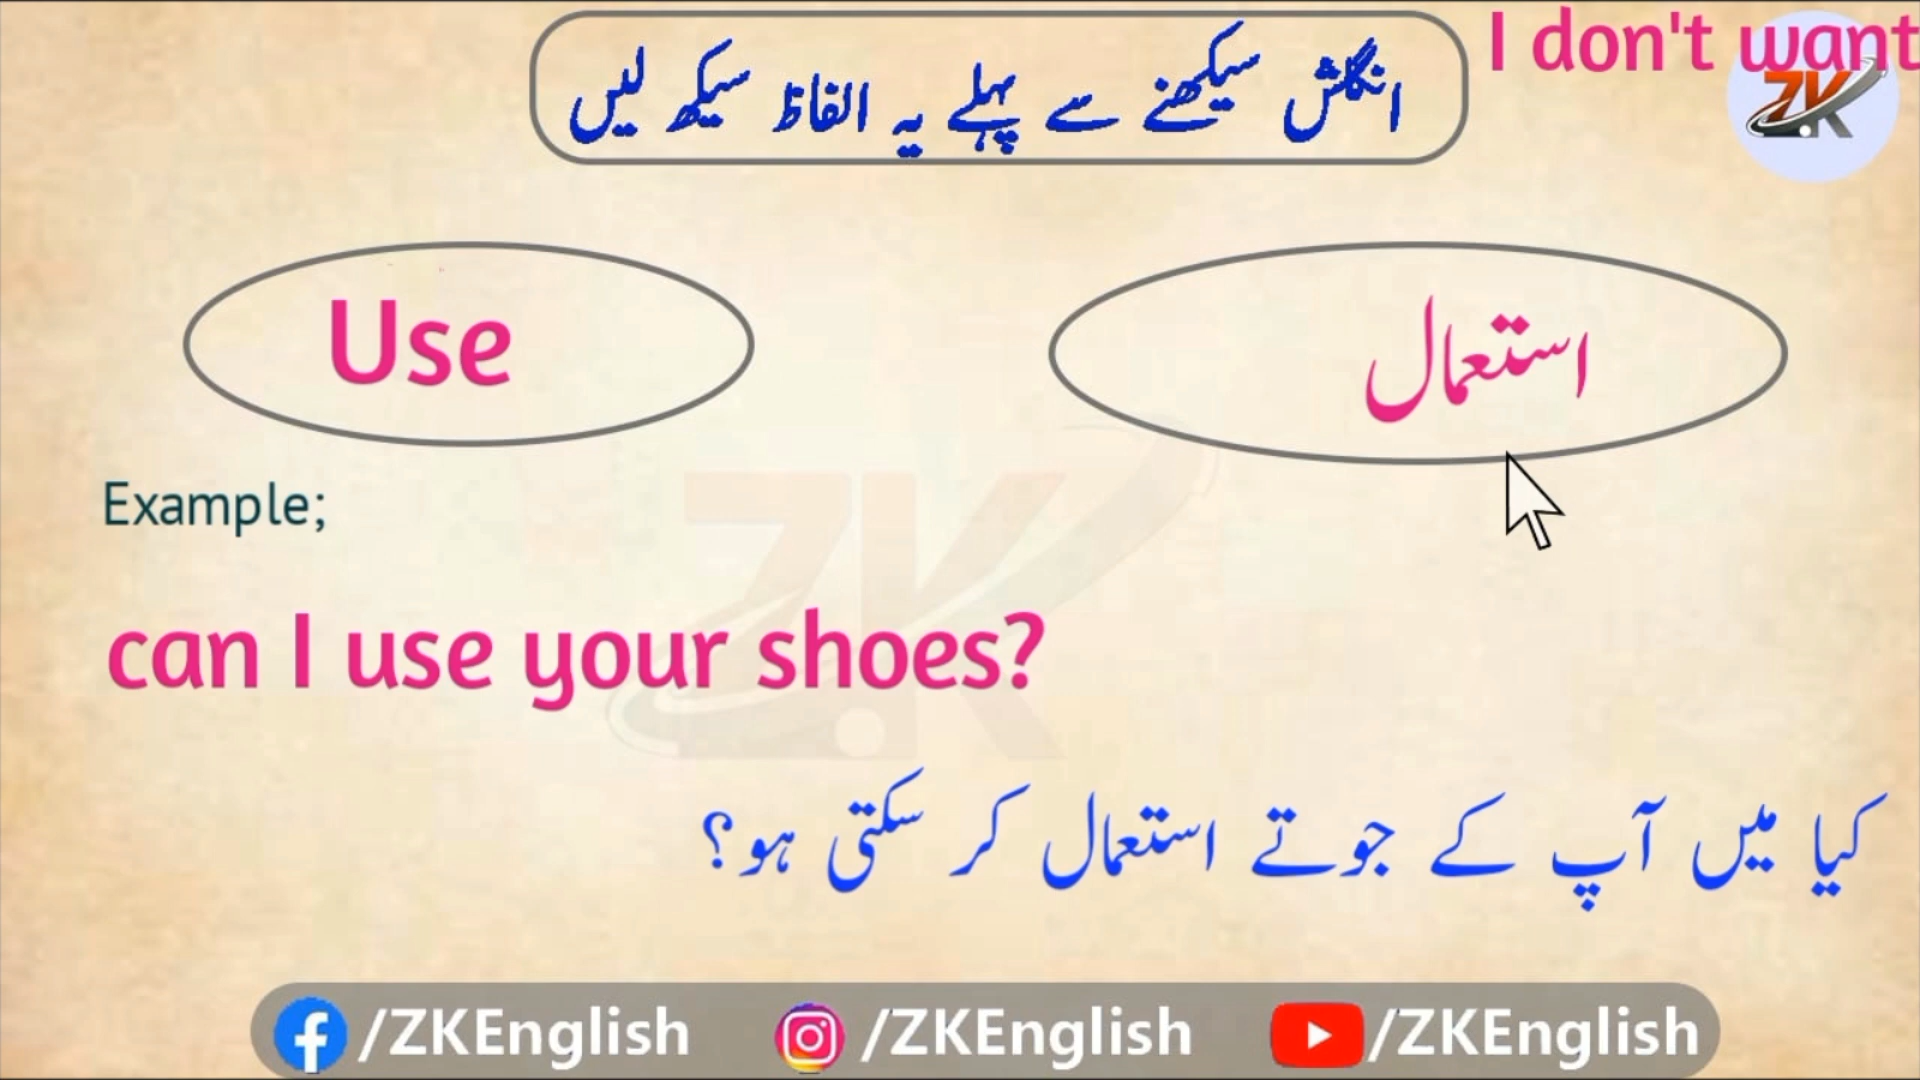 I don't want
انگلش سیکھنے سے پہلے یہ الفاظ سیکھ لیں
ZK
Use
استعمال
Example;
can I use your shoes?
کیا میں آپ کے جوتے استعمال کر سکتی ہو؟
/ZKEnglish /ZKEnglish /ZKEnglish